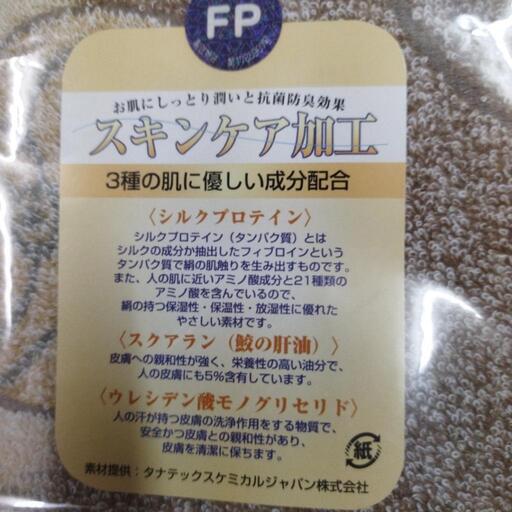 FP
お肌にしっとり潤いと抗菌防臭効果
スキンケア加工
3種の肌に優しい成分配合
〈シルクプロテイン〉
シルクプロテイン（タンパク質）とは
シルクの成分か抽出したフィブロインという
タンパク質で絹の肌触りを生み出すものです。
また、人の肌に近いアミノ酸成分と21種類の
アミノ酸を含んでいるので、
絹の持つ保湿性・保温性・放湿性に優れた
やさしい素材です。
〈スクアラン（鮫の肝油）〉
皮膚への親和性が強く、栄養性の高い油分で、
人の皮膚にも5%含有しています。
〈ウレシデン酸モノグリセリド〉
人の汗が持つ皮膚の洗浄作用をする物質で、
安全かつ皮膚との親和性があり、
皮膚を清潔に保ちます。
紙
素材提供：タナテックスケミカルジャパン株式会社